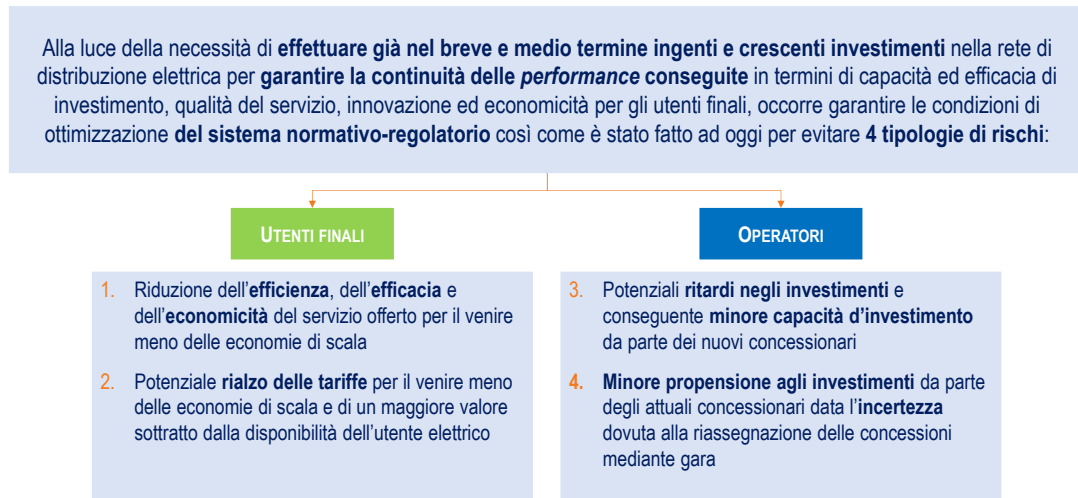 Alla luce della necessità di effettuare già nel breve e medio termine ingenti e crescenti investimenti nella rete di
distribuzione elettrica per garantire la continuità delle performance conseguite in termini di capacità ed efficacia di
investimento, qualità del servizio, innovazione ed economicità per gli utenti finali, occorre garantire le condizioni di
ottimizzazione del sistema normativo-regolatorio così come è stato fatto ad oggi per evitare 4 tipologie di rischi:
UTENTI FINALI
1. Riduzione dell'efficienza, dell'efficacia e
dell'economicità del servizio offerto per il venire
meno delle economie di scala
2. Potenziale rialzo delle tariffe per il venire meno
delle economie di scala e di un maggiore valore
sottratto dalla disponibilità dell'utente elettrico
OPERATORI
3. Potenziali ritardi negli investimenti e
conseguente minore capacità d'investimento
da parte dei nuovi concessionari
4. Minore propensione agli investimenti da parte
degli attuali concessionari data l'incertezza
dovuta alla riassegnazione delle concessioni
mediante gara